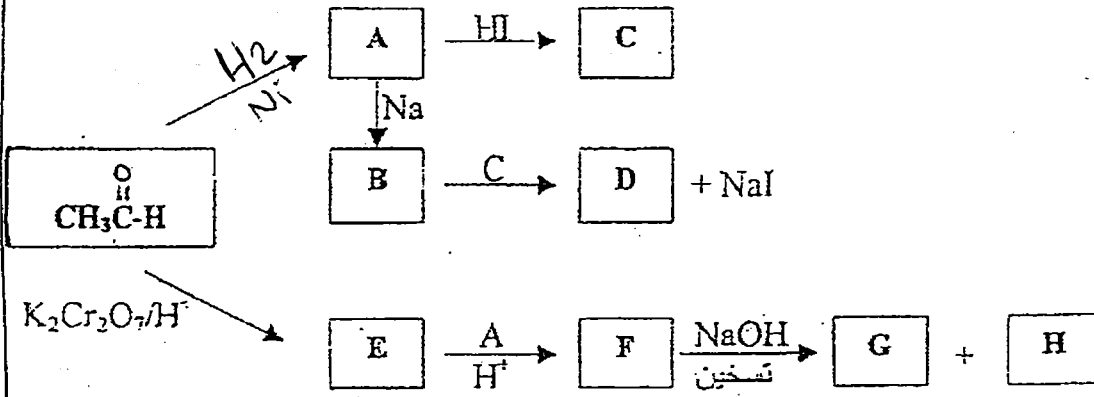 H2
Ni
A
HI
C
Na
B
C
D
+ NaI
O
CH₃C-H
K₂Cr₂O₇/H⁺
E
A
H⁺
F
NaOH
تسخين
G
+
H